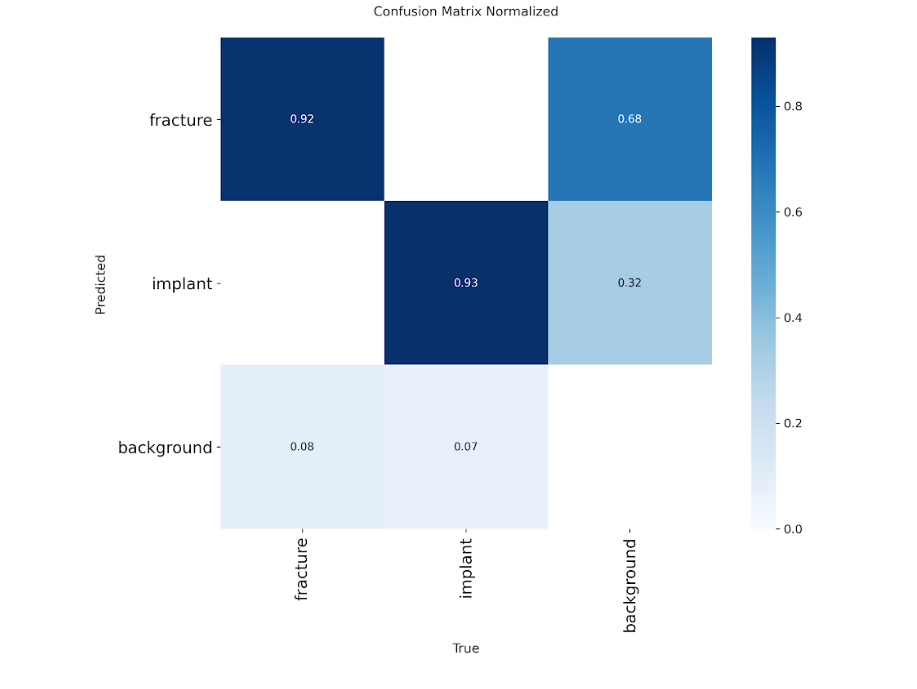 Confusion Matrix Normalized
fracture
implant
background
Predicted
0.92
0.68
0.93
0.32
0.08
0.07
fracture
implant
background
True
0.8
0.6
0.4
0.2
0.0